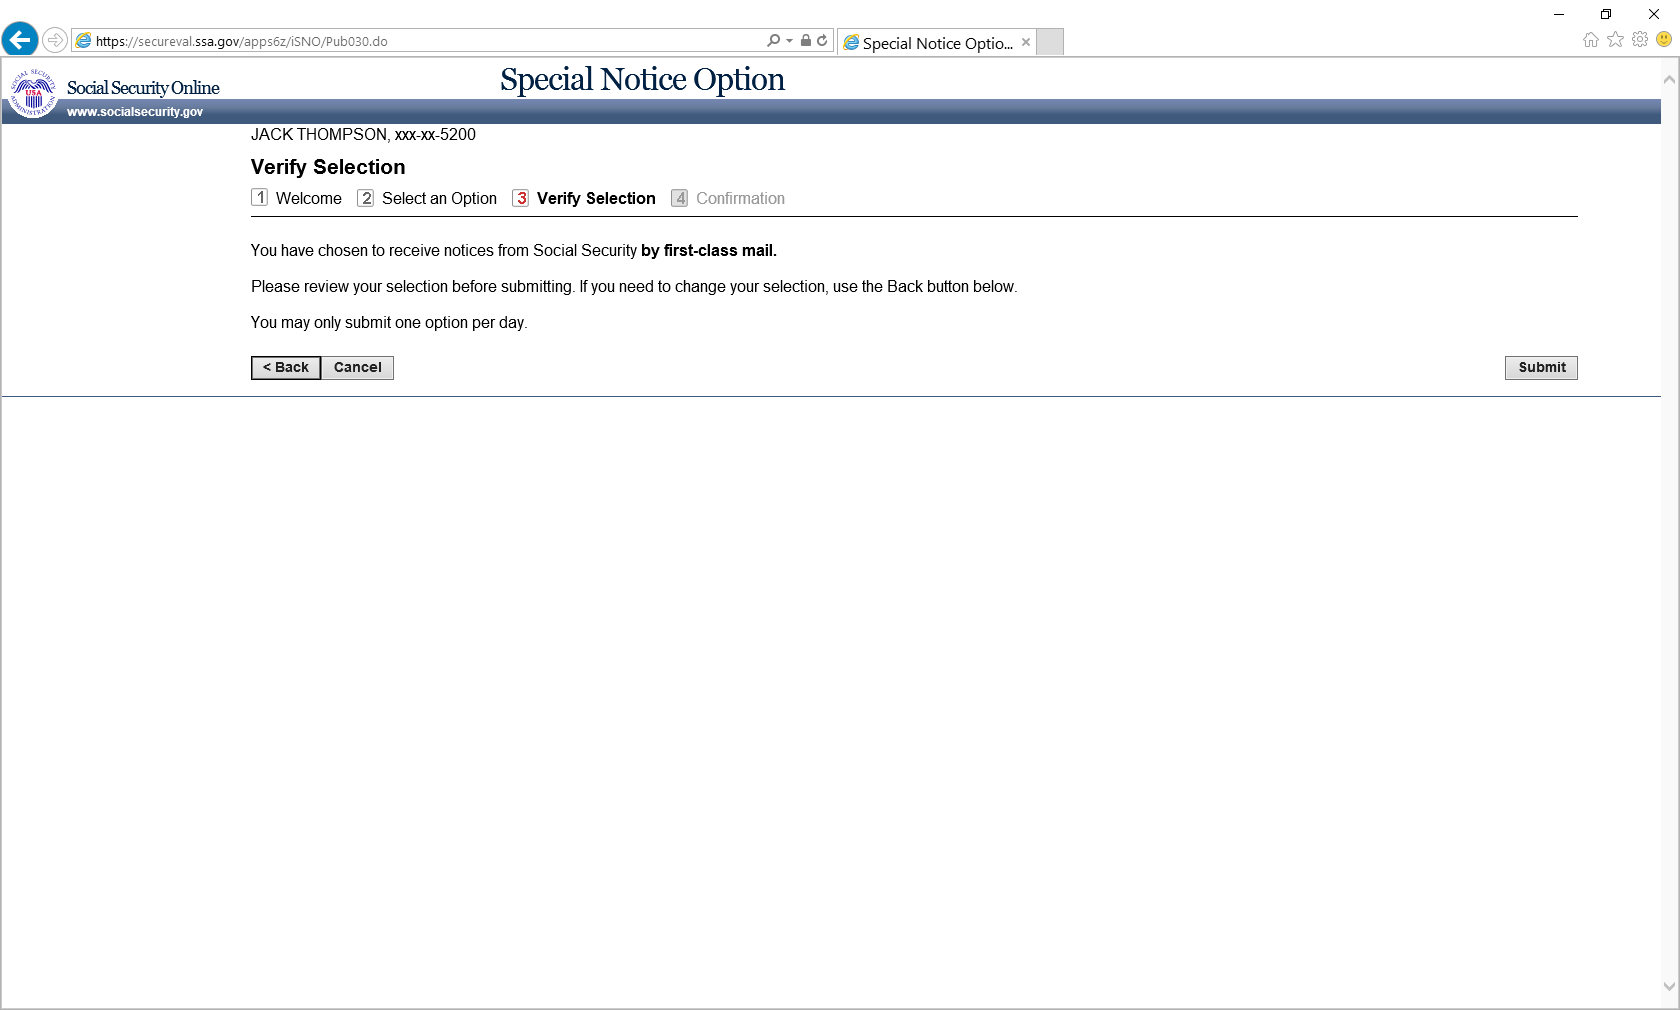 https://secureval.ssa.gov/apps6z/iSNO/Pub030.do
Special Notice Optio...
Social Security Online
Special Notice Option
www.socialsecurity.gov
JACK THOMPSON, xxx-xx-5200
Verify Selection
1 Welcome 2 Select an Option 3 Verify Selection 4 Confirmation
You have chosen to receive notices from Social Security by first-class mail.
Please review your selection before submitting. If you need to change your selection, use the Back button below.
You may only submit one option per day.
< Back Cancel Submit
SOCIAL SECURITY ADMINISTRATION
USA